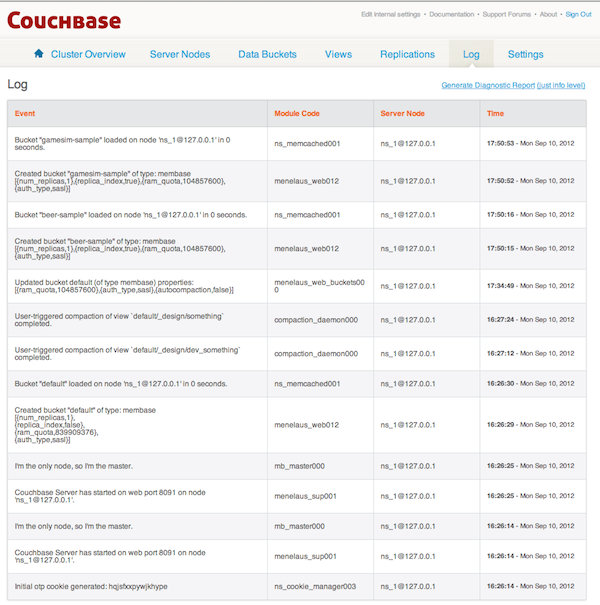 COUCHBASE
Edit internal settings • Documentation • Support Forums • About • Sign Out
Cluster Overview Server Nodes Data Buckets Views Replications Log Settings
Log
Generate Diagnostic Report (just info level)
Event Module Code Server Node Time
Bucket "gamesim-sample" loaded on node 'ns_1@127.0.0.1' in 0
seconds.
ns_memcached001 ns_1@127.0.0.1 17:50:53 - Mon Sep 10, 2012
Created bucket "gamesim-sample" of type: membase
[{num_replicas,1},{replica_index,true},{ram_quota,104857600},
{auth_type,sasl}]
menelaus_web012 ns_1@127.0.0.1 17:50:52 - Mon Sep 10, 2012
Bucket "beer-sample" loaded on node 'ns_1@127.0.0.1' in 0 seconds. ns_memcached001 ns_1@127.0.0.1 17:50:16 - Mon Sep 10, 2012
Created bucket "beer-sample" of type: membase
[{num_replicas,1},{replica_index,true},{ram_quota,104857600},
{auth_type,sasl}]
menelaus_web012 ns_1@127.0.0.1 17:50:15 - Mon Sep 10, 2012
Updated bucket default (of type membase) properties:
[{ram_quota,104857600},{auth_type,sasl},{autocompaction,false}]
menelaus_web_buckets00
0
ns_1@127.0.0.1 17:34:49 - Mon Sep 10, 2012
User-triggered compaction of view `default/_design/something`
completed.
compaction_daemon000 ns_1@127.0.0.1 16:27:24 - Mon Sep 10, 2012
User-triggered compaction of view `default/_design/dev_something`
completed.
compaction_daemon000 ns_1@127.0.0.1 16:27:12 - Mon Sep 10, 2012
Bucket "default" loaded on node 'ns_1@127.0.0.1' in 0 seconds. ns_memcached001 ns_1@127.0.0.1 16:26:30 - Mon Sep 10, 2012
Created bucket "default" of type: membase
[{num_replicas,1},
{replica_index,false},
{ram_quota,839909376},
{auth_type,sasl}]
menelaus_web012 ns_1@127.0.0.1 16:26:29 - Mon Sep 10, 2012
I'm the only node, so I'm the master. mb_master000 ns_1@127.0.0.1 16:26:25 - Mon Sep 10, 2012
Couchbase Server has started on web port 8091 on node
'ns_1@127.0.0.1'.
menelaus_sup001 ns_1@127.0.0.1 16:26:25 - Mon Sep 10, 2012
I'm the only node, so I'm the master. mb_master000 ns_1@127.0.0.1 16:26:14 - Mon Sep 10, 2012
Couchbase Server has started on web port 8091 on node
'ns_1@127.0.0.1'.
menelaus_sup001 ns_1@127.0.0.1 16:26:14 - Mon Sep 10, 2012
Initial otp cookie generated: hqjsfxxpywjkhype ns_cookie_manager003 ns_1@127.0.0.1 16:26:14 - Mon Sep 10, 2012